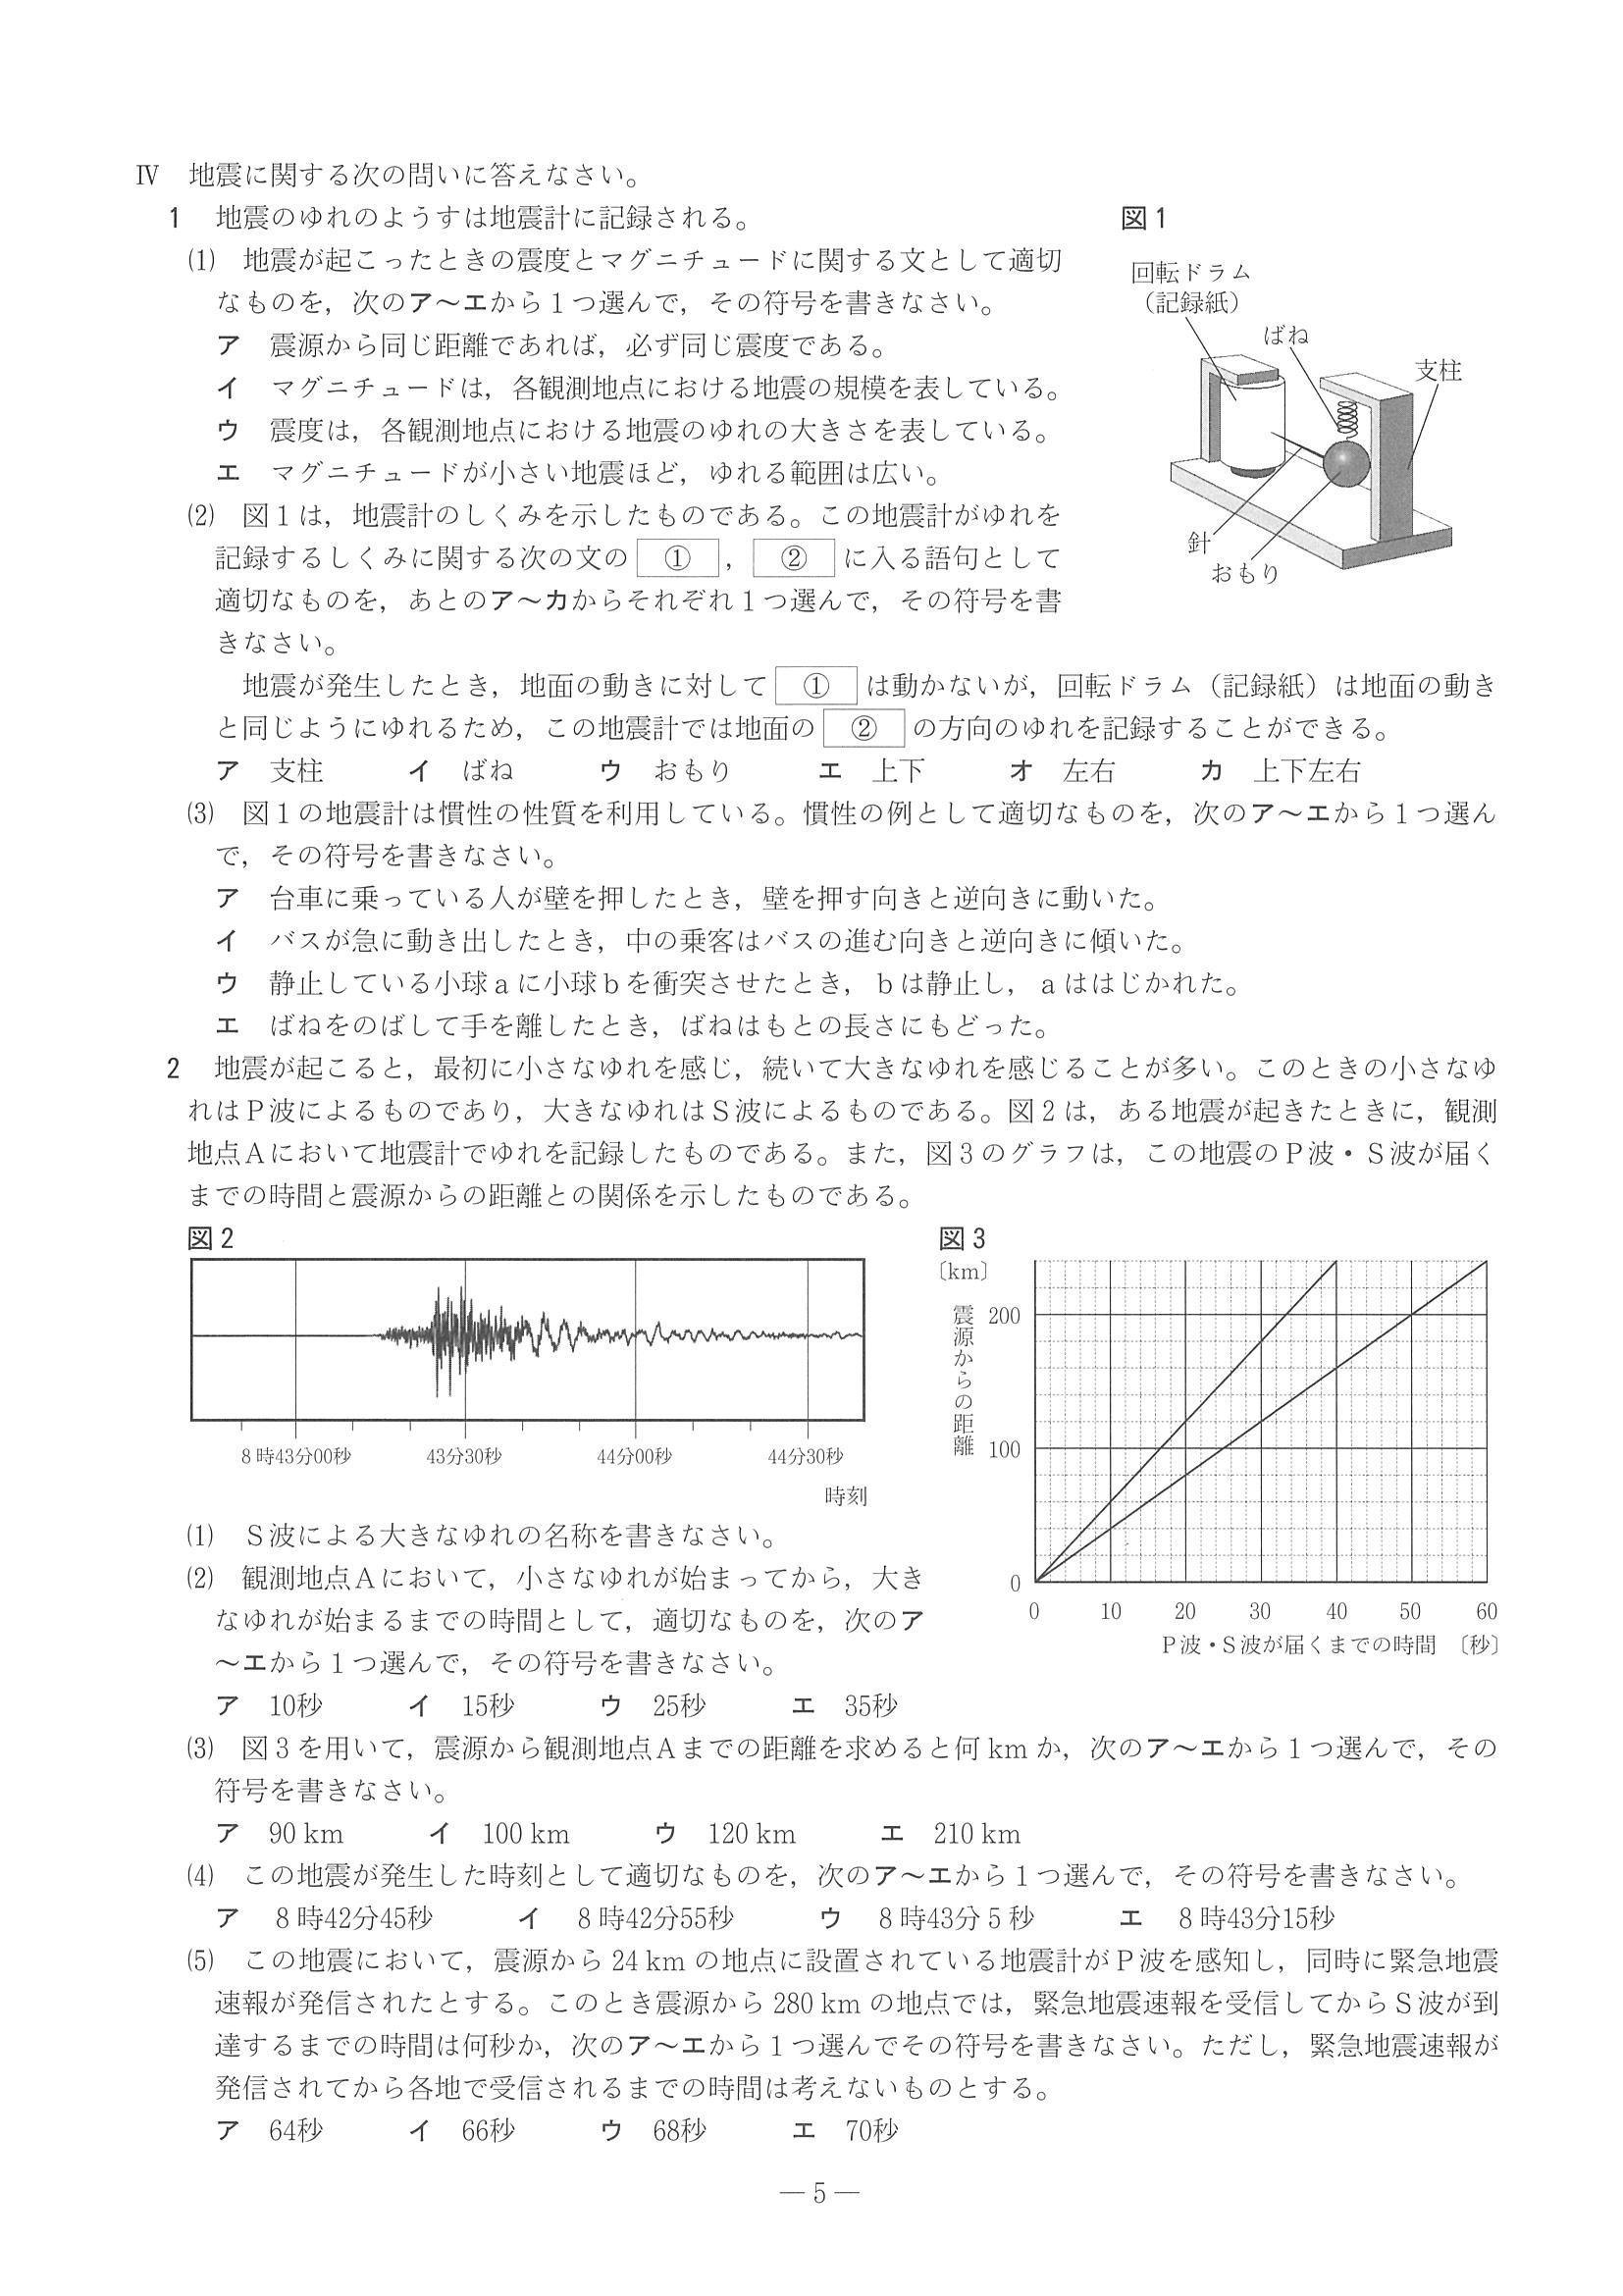 Ⅳ 地震に関する次の問いに答えなさい。
1 地震のゆれのようすは地震計に記録される。
⑴ 地震が起こったときの震度とマグニチュードに関する文として適切
なものを，次のア～エから１つ選んで，その符号を書きなさい。
ア 震源から同じ距離であれば，必ず同じ震度である。
イ マグニチュードは，各観測地点における地震の規模を表している。
ウ 震度は，各観測地点における地震のゆれの大きさを表している。
エ マグニチュードが小さい地震ほど，ゆれる範囲は広い。
⑵ 図１は，地震計のしくみを示したものである。この地震計がゆれを
記録するしくみに関する次の文の ① ， ② に入る語句として
適切なものを，あとのア～カからそれぞれ１つ選んで，その符号を書
きなさい。
図1
回転ドラム
（記録紙）
ばね
支柱
針
おもり
地震が発生したとき，地面の動きに対して ① は動かないが，回転ドラム（記録紙）は地面の動き
と同じようにゆれるため，この地震計では地面の ② の方向のゆれを記録することができる。
ア 支柱 イ ばね ウ おもり エ 上下 オ 左右 カ 上下左右
⑶ 図１の地震計は慣性の性質を利用している。慣性の例として適切なものを，次のア～エから１つ選ん
で，その符号を書きなさい。
ア 台車に乗っている人が壁を押したとき，壁を押す向きと逆向きに動いた。
イ バスが急に動き出したとき，中の乗客はバスの進む向きと逆向きに傾いた。
ウ 静止している小球ａに小球ｂを衝突させたとき，ｂは静止し，ａははじかれた。
エ ばねをのばして手を離したとき，ばねはもとの長さにもどった。
2 地震が起こると，最初に小さなゆれを感じ，続いて大きなゆれを感じることが多い。このときの小さなゆ
れはＰ波によるものであり，大きなゆれはＳ波によるものである。図２は，ある地震が起きたときに，観測
地点Ａにおいて地震計でゆれを記録したものである。また，図３のグラフは，この地震のＰ波・Ｓ波が届く
までの時間と震源からの距離との関係を示したものである。
図2
8時43分00秒 43分30秒 44分00秒 44分30秒
時刻
図3
〔km〕
震源からの距離
200
100
0
0 10 20 30 40 50 60
Ｐ波・Ｓ波が届くまでの時間 〔秒〕
⑴ Ｓ波による大きなゆれの名称を書きなさい。
⑵ 観測地点Ａにおいて，小さなゆれが始まってから，大き
なゆれが始まるまでの時間として，適切なものを，次のア
～エから１つ選んで，その符号を書きなさい。
ア 10秒 イ 15秒 ウ 25秒 エ 35秒
⑶ 図３を用いて，震源から観測地点Ａまでの距離を求めると何 km か，次のア～エから１つ選んで，その
符号を書きなさい。
ア 90 km イ 100 km ウ 120 km エ 210 km
⑷ この地震が発生した時刻として適切なものを，次のア～エから１つ選んで，その符号を書きなさい。
ア 8時42分45秒 イ 8時42分55秒 ウ 8時43分5秒 エ 8時43分15秒
⑸ この地震において，震源から 24 km の地点に設置されている地震計がＰ波を感知し，同時に緊急地震
速報が発信されたとする。このとき震源から 280 km の地点では，緊急地震速報を受信してからＳ波が到
達するまでの時間は何秒か，次のア～エから１つ選んでその符号を書きなさい。ただし，緊急地震速報が
発信されてから各地で受信されるまでの時間は考えないものとする。
ア 64秒 イ 66秒 ウ 68秒 エ 70秒
― 5 ―